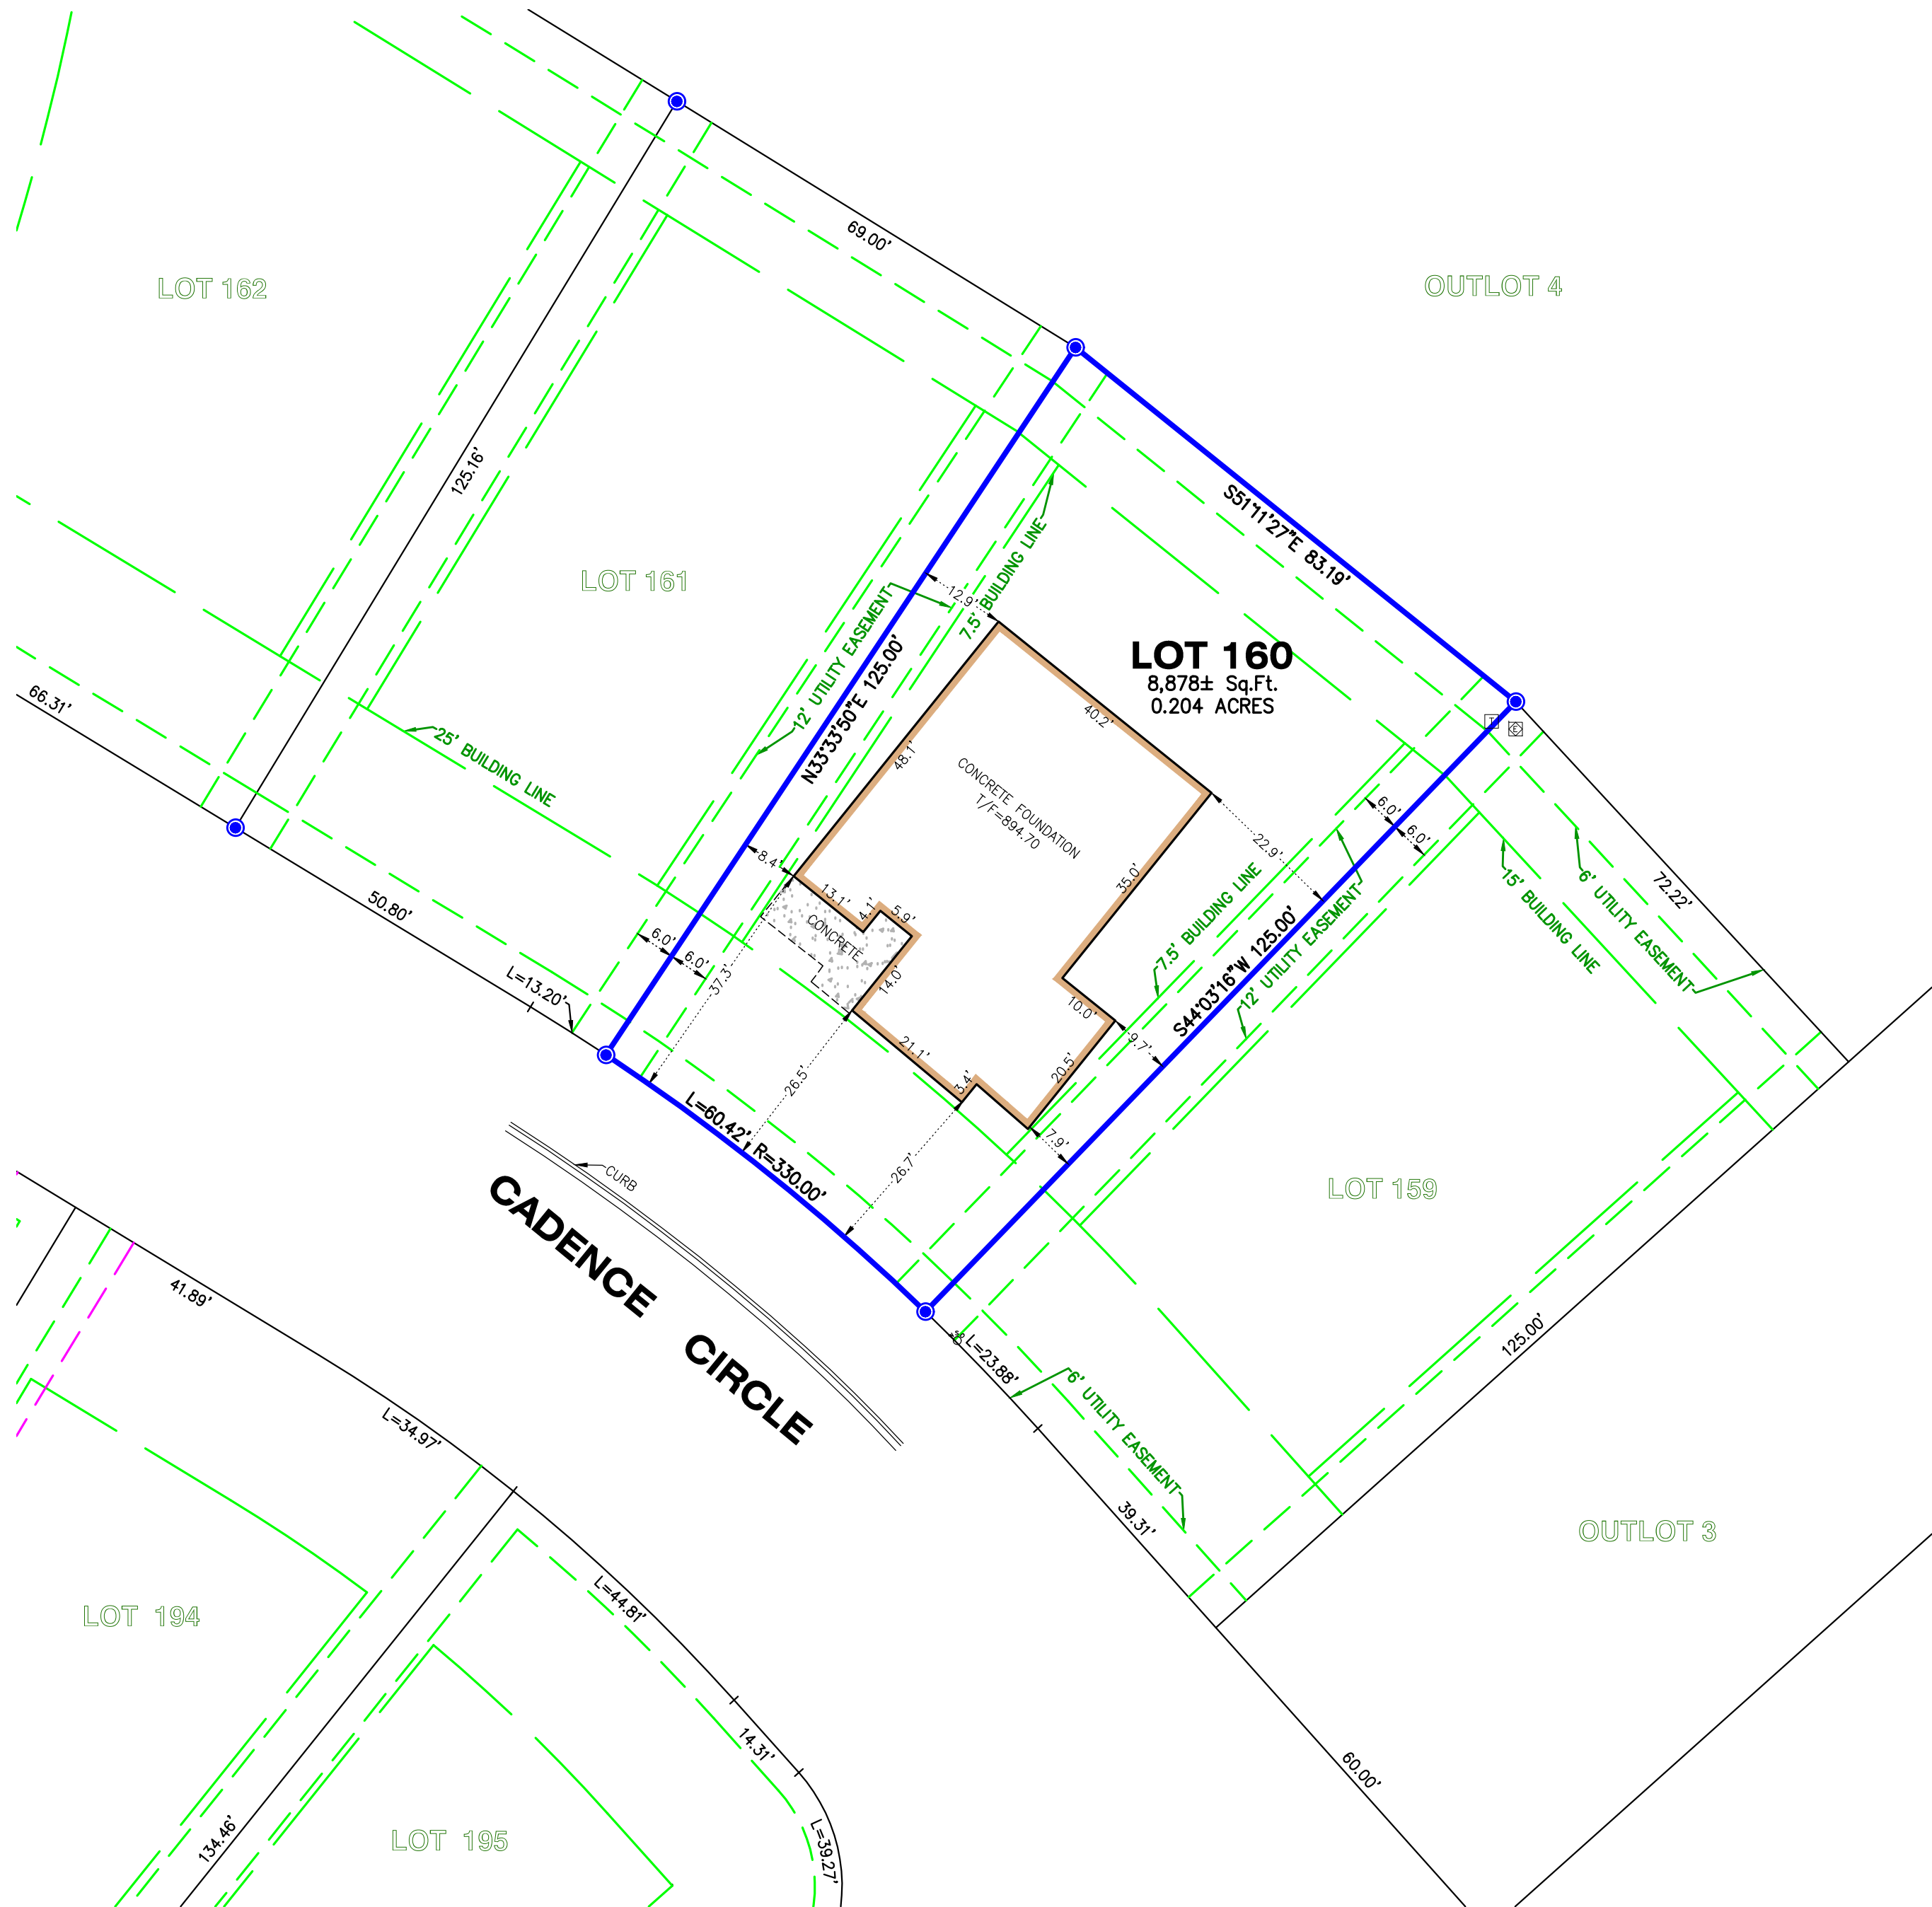 69.00'
LOT 162
OUTLOT 4
125.16'
S51°11'27"E 83.19'
LOT 161
7.5' BUILDING LINE
12.9'
12' UTILITY EASEMENT
N33°33'50"E 125.00'
LOT 160
8,878± Sq.Ft.
0.204 ACRES
66.31'
25' BUILDING LINE
40.2'
48.1'
CONCRETE FOUNDATION
T/F=894.70
T
E
6.0'
6.0'
22.9'
35.0'
8.4'
13.1'
4.1'
5.9'
CONCRETE
50.80'
72.22'
6' UTILITY EASEMENT
15' BUILDING LINE
7.5' BUILDING LINE
S44°03'16"W 125.00'
12' UTILITY EASEMENT
6.0'
6.0'
L=13.20'
37.3'
14.0'
10.0'
9.7'
21.1'
20.5'
3.4'
26.5'
7.9'
L=60.42' R=330.00'
26.7'
CURB
CADENCE CIRCLE
LOT 159
41.89'
125.00'
L=23.88'
6' UTILITY EASEMENT
L=34.97'
39.31'
OUTLOT 3
LOT 194
L=44.81'
14.31'
60.00'
134.46'
LOT 195
L=39.27'